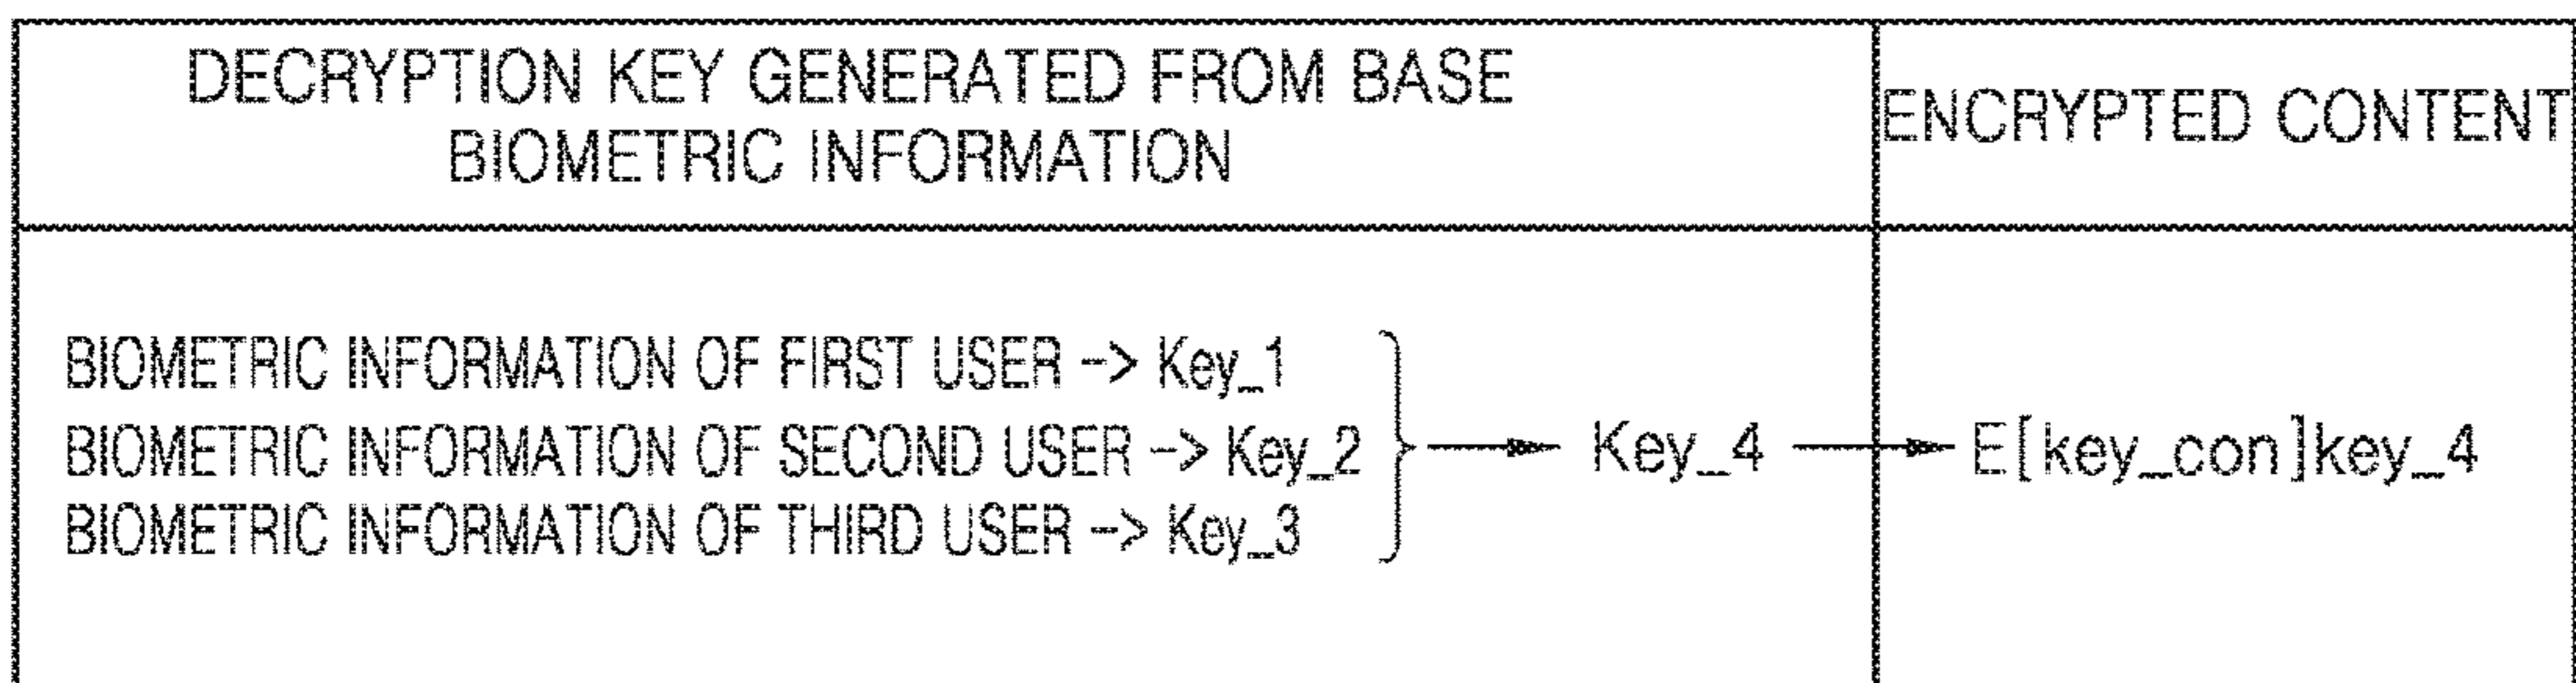 DECRYPTION KEY GENERATED FROM BASE
BIOMETRIC INFORMATION
ENCRYPTED CONTENT
BIOMETRIC INFORMATION OF FIRST USER -> Key_1
BIOMETRIC INFORMATION OF SECOND USER -> Key_2
BIOMETRIC INFORMATION OF THIRD USER -> Key_3
Key_4
E[key_con]key_4